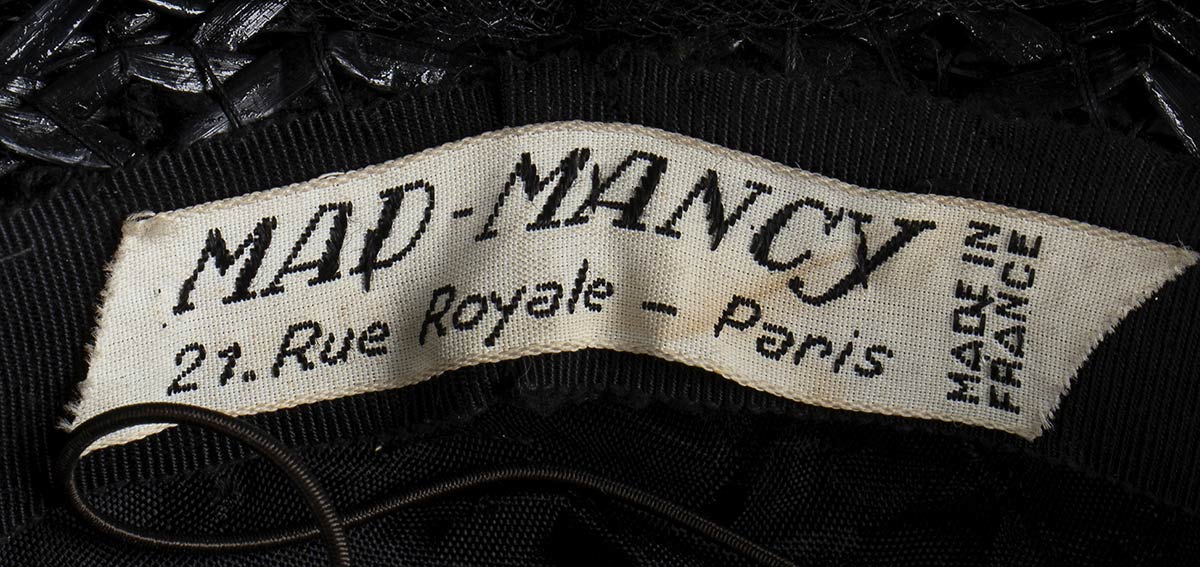 MAD-MANCY
21. Rue Royale - Paris
MADE IN
FRANCE